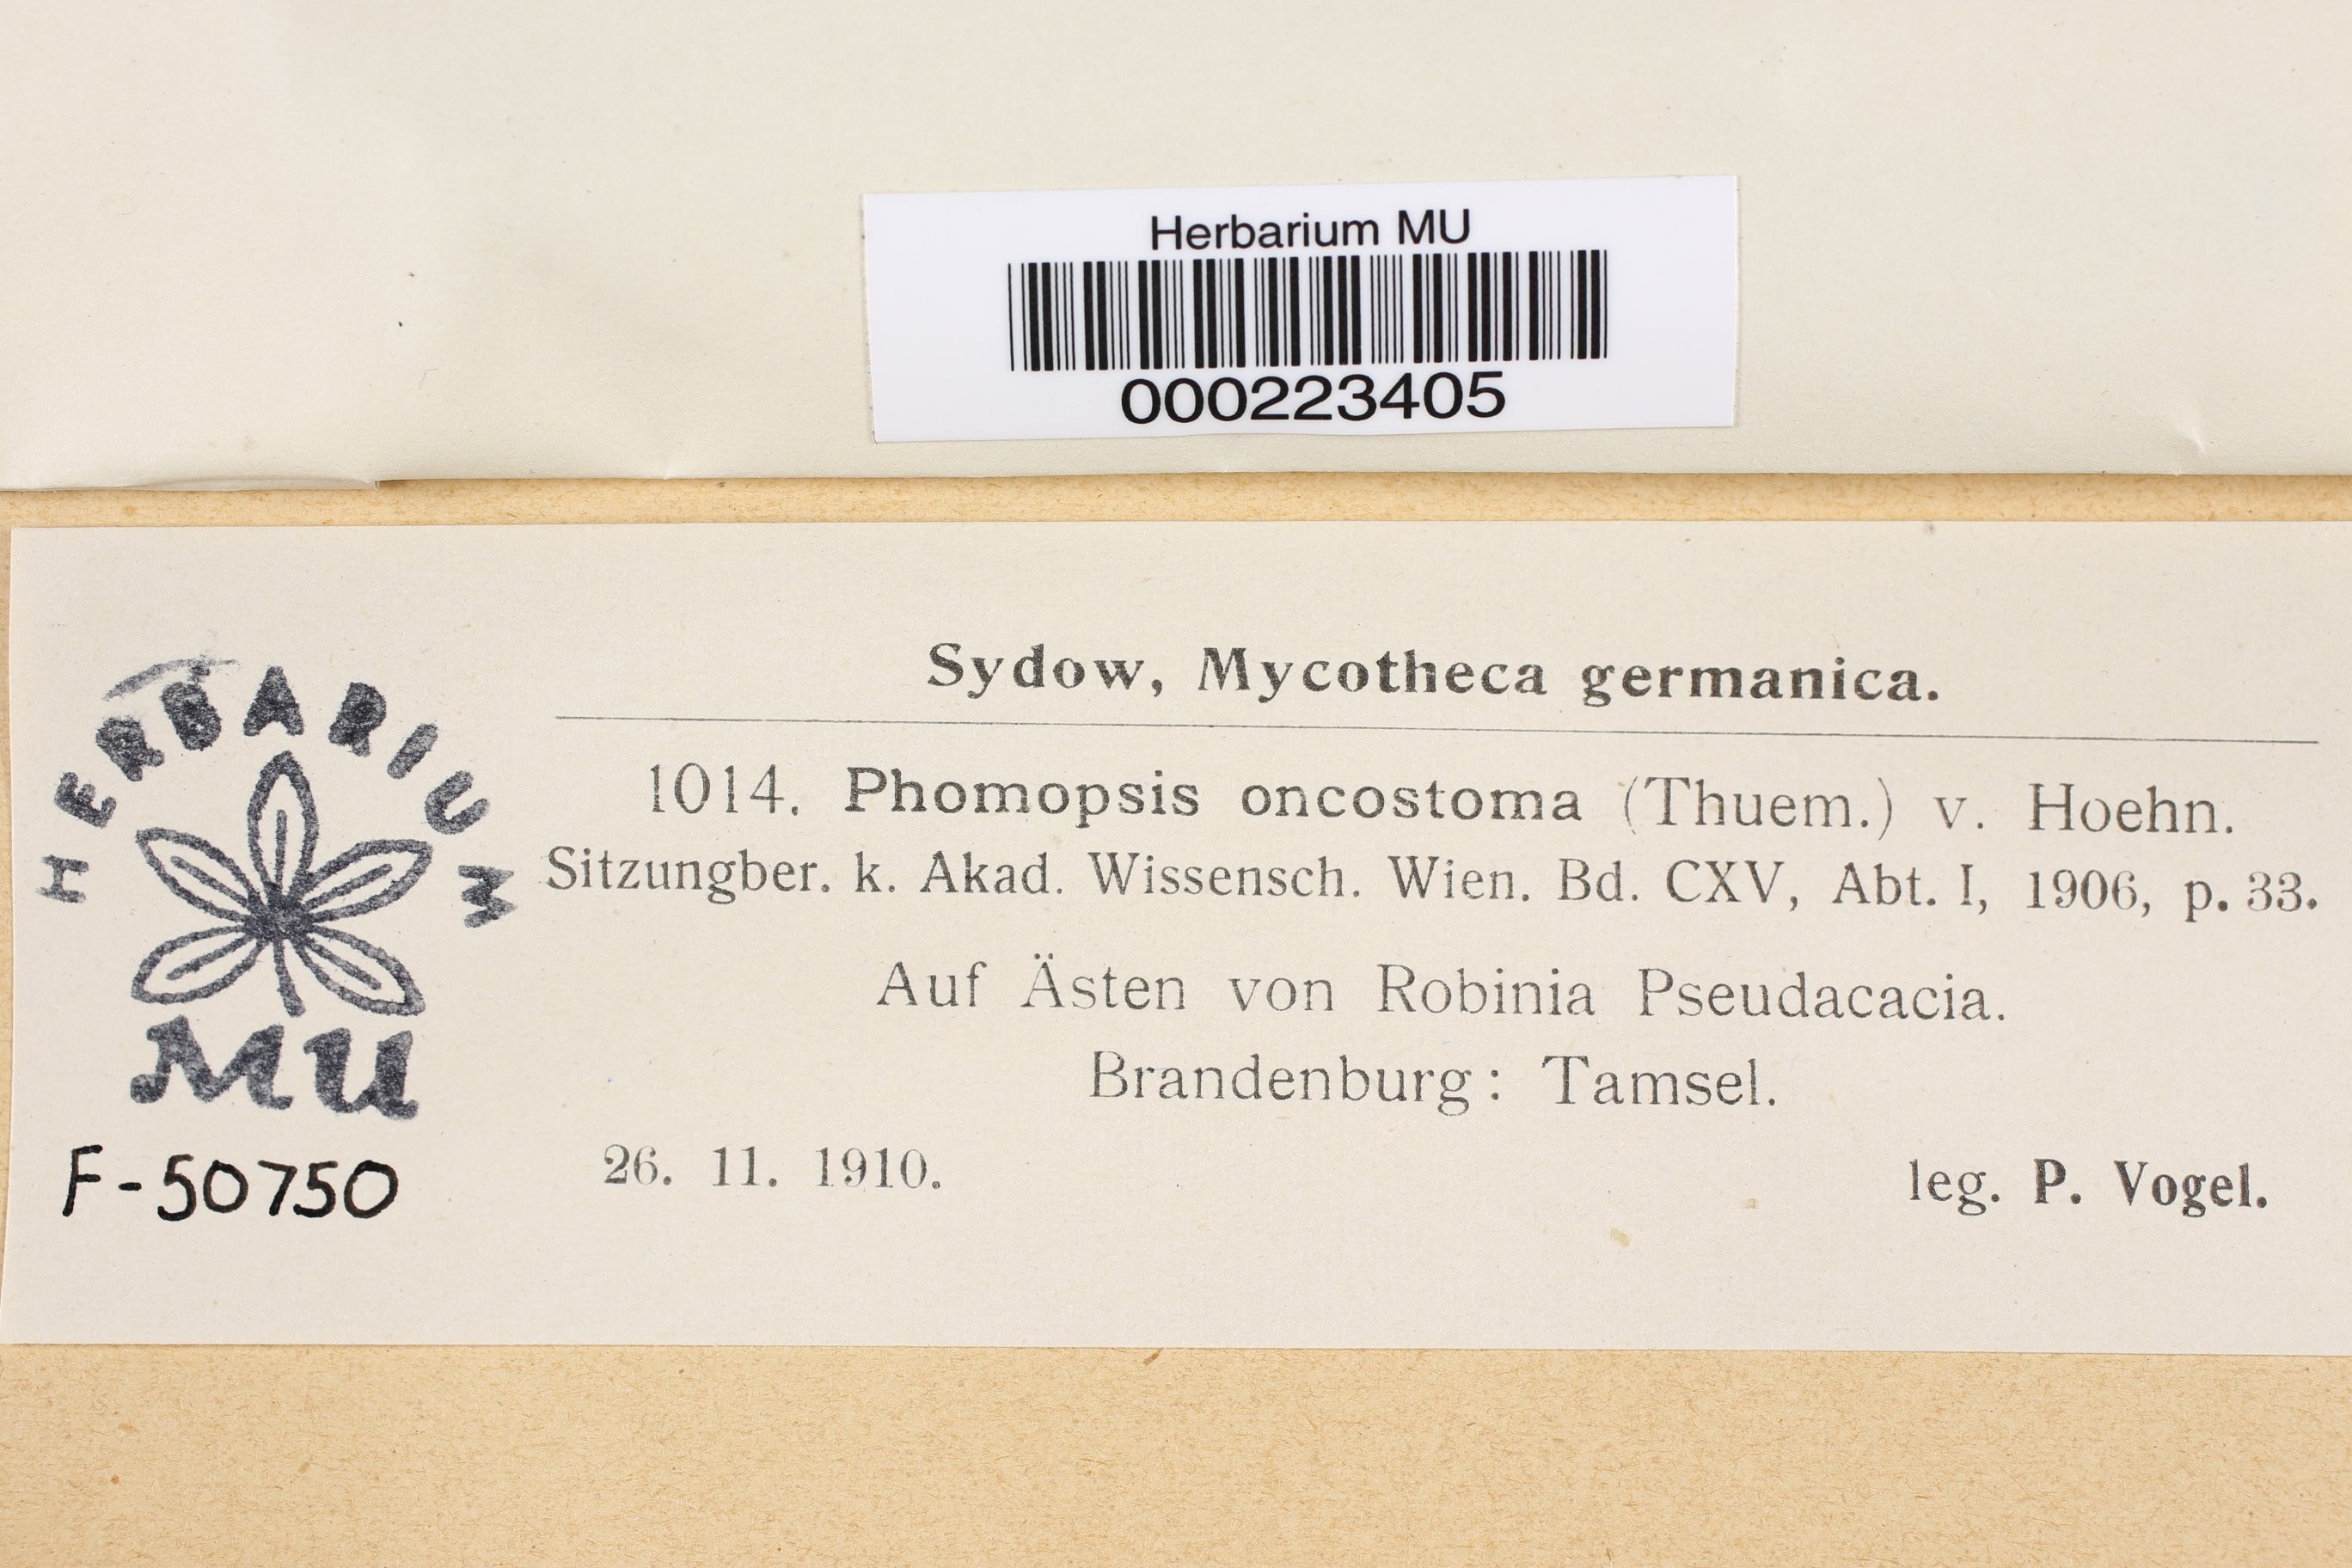 Herbarium MU
000223405
Sydow, Mycotheca germanica.
HERBARIUM
MU
F-50750
1014. Phomopsis oncostoma (Thuem.) v. Hoehn.
Sitzungber. k. Akad. Wissensch. Wien. Bd. CXV, Abt. I, 1906, p. 33.
Auf Ästen von Robinia Pseudacacia.
Brandenburg: Tamsel.
26. 11. 1910. leg. P. Vogel.